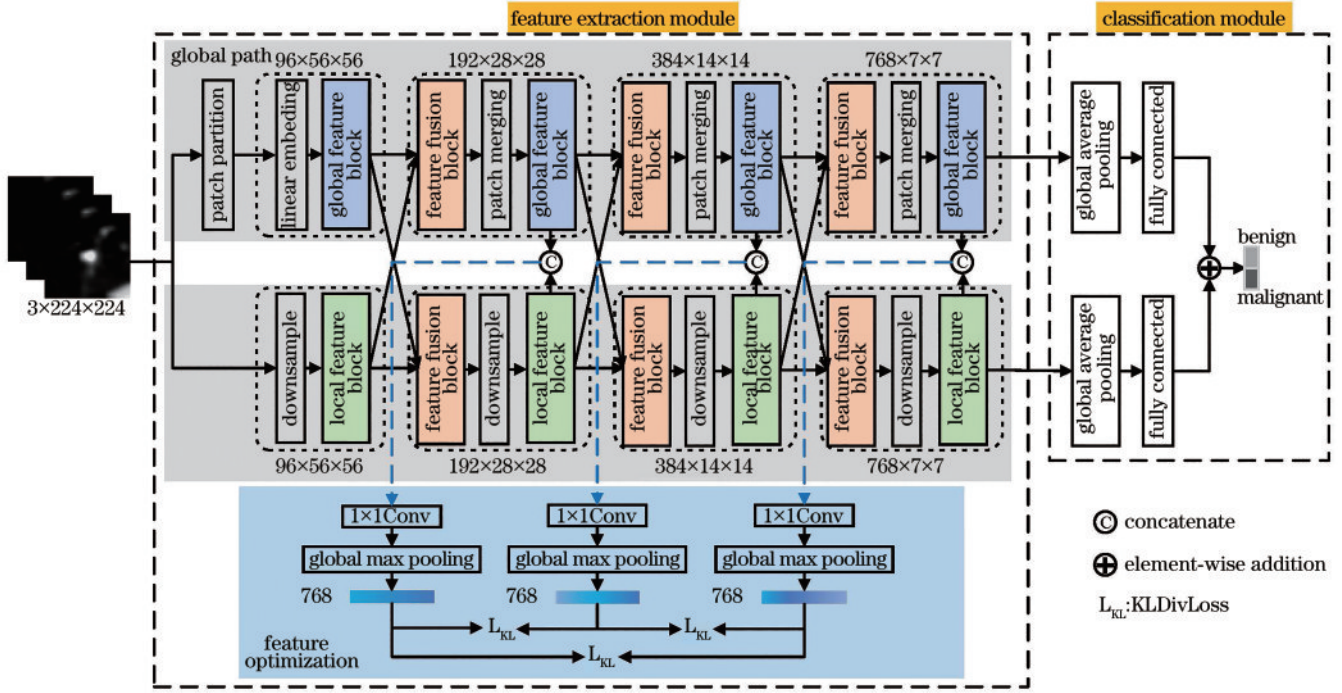 feature extraction module
classification module
global path
96×56×56
192×28×28
384×14×14
768×7×7
patch partition
linear embeding
global feature
block
feature fusion
block
patch merging
global feature
block
feature fusion
block
patch merging
global feature
block
feature fusion
block
patch merging
global feature
block
global average
pooling
fully connected
3×224×224
C
C
C
benign
malignant
downsample
local feature
block
feature fusion
block
downsample
local feature
block
feature fusion
block
downsample
local feature
block
feature fusion
block
downsample
local feature
block
global average
pooling
fully connected
96×56×56
192×28×28
384×14×14
768×7×7
1×1Conv
1×1Conv
1×1Conv
global max pooling
global max pooling
global max pooling
768
768
768
L_KL
L_KL
L_KL
feature
optimization
C concatenate
element-wise addition
L_KL:KLDivLoss